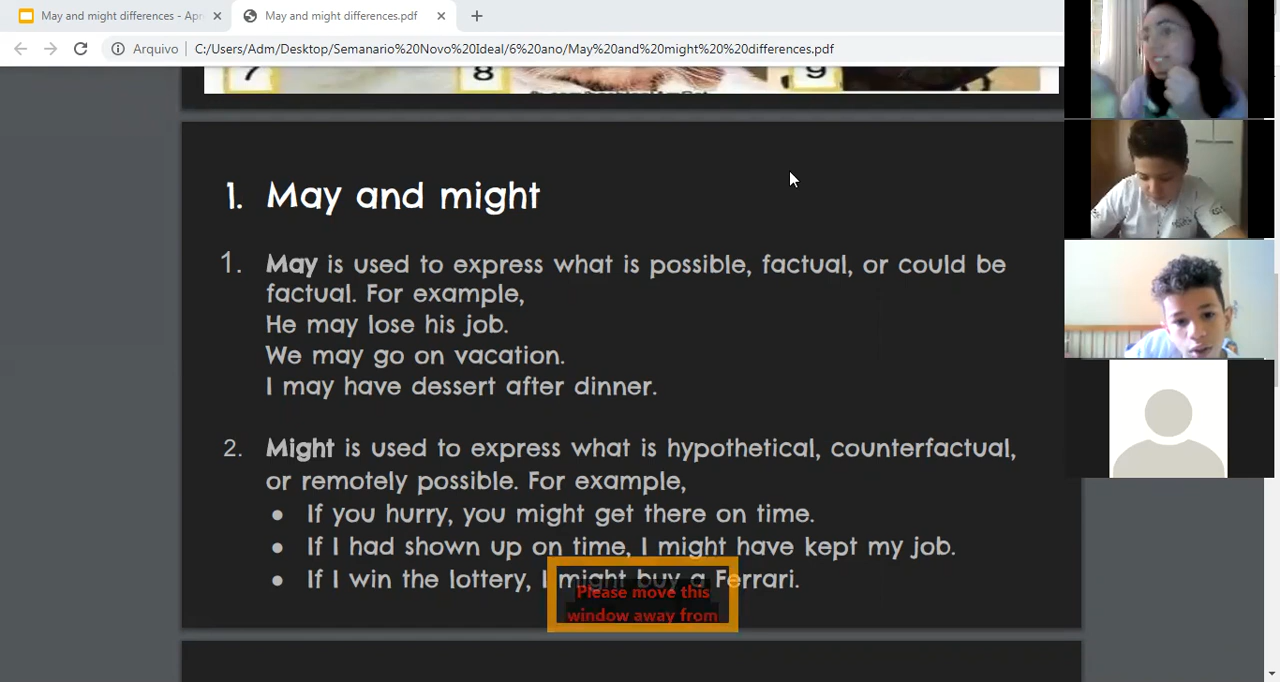 May and might differences - Apr
May and might differences.pdf
Arquivo
C:/Users/Adm/Desktop/Semanario%20Novo%20Ideal/6%20ano/May%20and%20might%20%20differences.pdf
7 8 9
1. May and might
1. May is used to express what is possible, factual, or could be
factual. For example,
He may lose his job.
We may go on vacation.
I may have dessert after dinner.
2. Might is used to express what is hypothetical, counterfactual,
or remotely possible. For example,
● If you hurry, you might get there on time.
● If I had shown up on time, I might have kept my job.
● If I win the lottery, I might buy a Ferrari.
Please move this
window away from